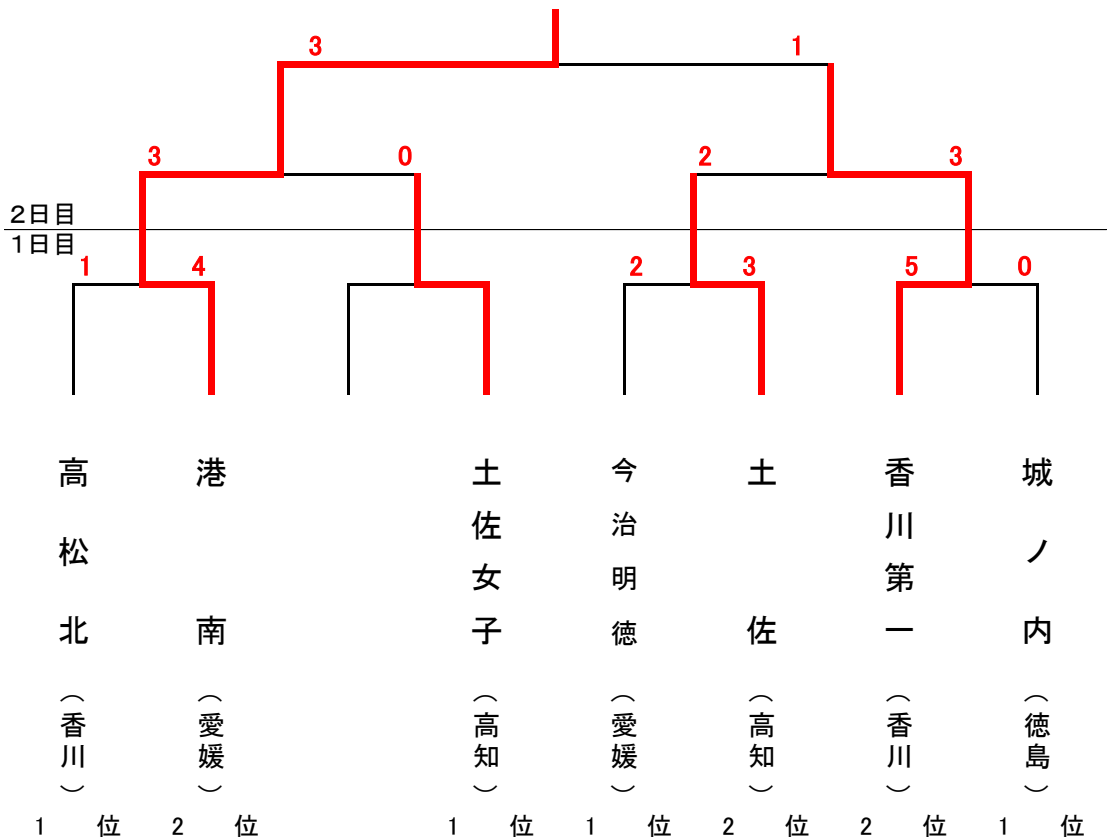 3 1
3 0 2 3
2日目
1日目
1 4 2 3 5 0
高松北(香川)1位
港南(愛媛)2位
土佐女子(高知)1位
今治明徳(愛媛)1位
土佐(高知)2位
香川第一(香川)2位
城ノ内(徳島)1位